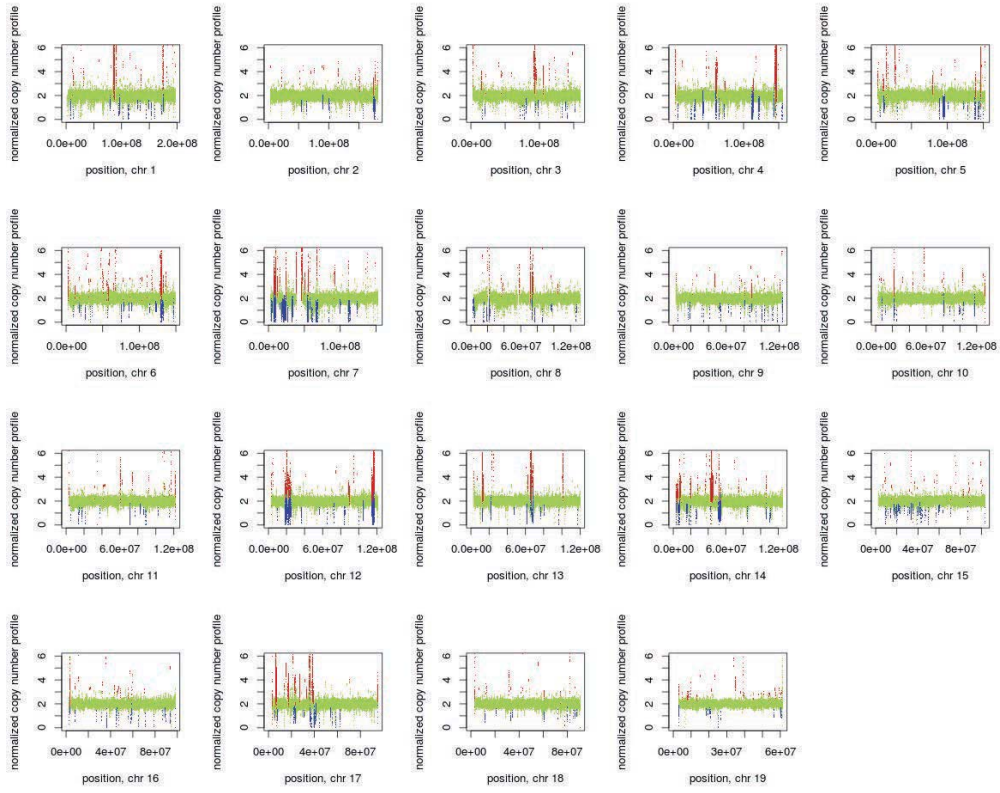 normalized copy number profile
6
4
2
0
0.0e+00 1.0e+08 2.0e+08
position, chr 1
normalized copy number profile
6
4
2
0
0.0e+00 1.0e+08
position, chr 2
normalized copy number profile
6
4
2
0
0.0e+00 1.0e+08
position, chr 3
normalized copy number profile
6
4
2
0
0.0e+00 1.0e+08
position, chr 4
normalized copy number profile
6
4
2
0
0.0e+00 1.0e+08
position, chr 5
normalized copy number profile
6
4
2
0
0.0e+00 1.0e+08
position, chr 6
normalized copy number profile
6
4
2
0
0.0e+00 1.0e+08
position, chr 7
normalized copy number profile
6
4
2
0
0.0e+00 6.0e+07 1.2e+08
position, chr 8
normalized copy number profile
6
4
2
0
0.0e+00 6.0e+07 1.2e+08
position, chr 9
normalized copy number profile
6
4
2
0
0.0e+00 6.0e+07 1.2e+08
position, chr 10
normalized copy number profile
6
4
2
0
0.0e+00 6.0e+07 1.2e+08
position, chr 11
normalized copy number profile
6
4
2
0
0.0e+00 6.0e+07 1.2e+08
position, chr 12
normalized copy number profile
6
4
2
0
0.0e+00 6.0e+07 1.2e+08
position, chr 13
normalized copy number profile
6
4
2
0
0.0e+00 6.0e+07 1.2e+08
position, chr 14
normalized copy number profile
6
4
2
0
0e+00 4e+07 8e+07
position, chr 15
normalized copy number profile
6
4
2
0
0e+00 4e+07 8e+07
position, chr 16
normalized copy number profile
6
4
2
0
0e+00 4e+07 8e+07
position, chr 17
normalized copy number profile
6
4
2
0
0e+00 4e+07 8e+07
position, chr 18
normalized copy number profile
6
4
2
0
0e+00 3e+07 6e+07
position, chr 19